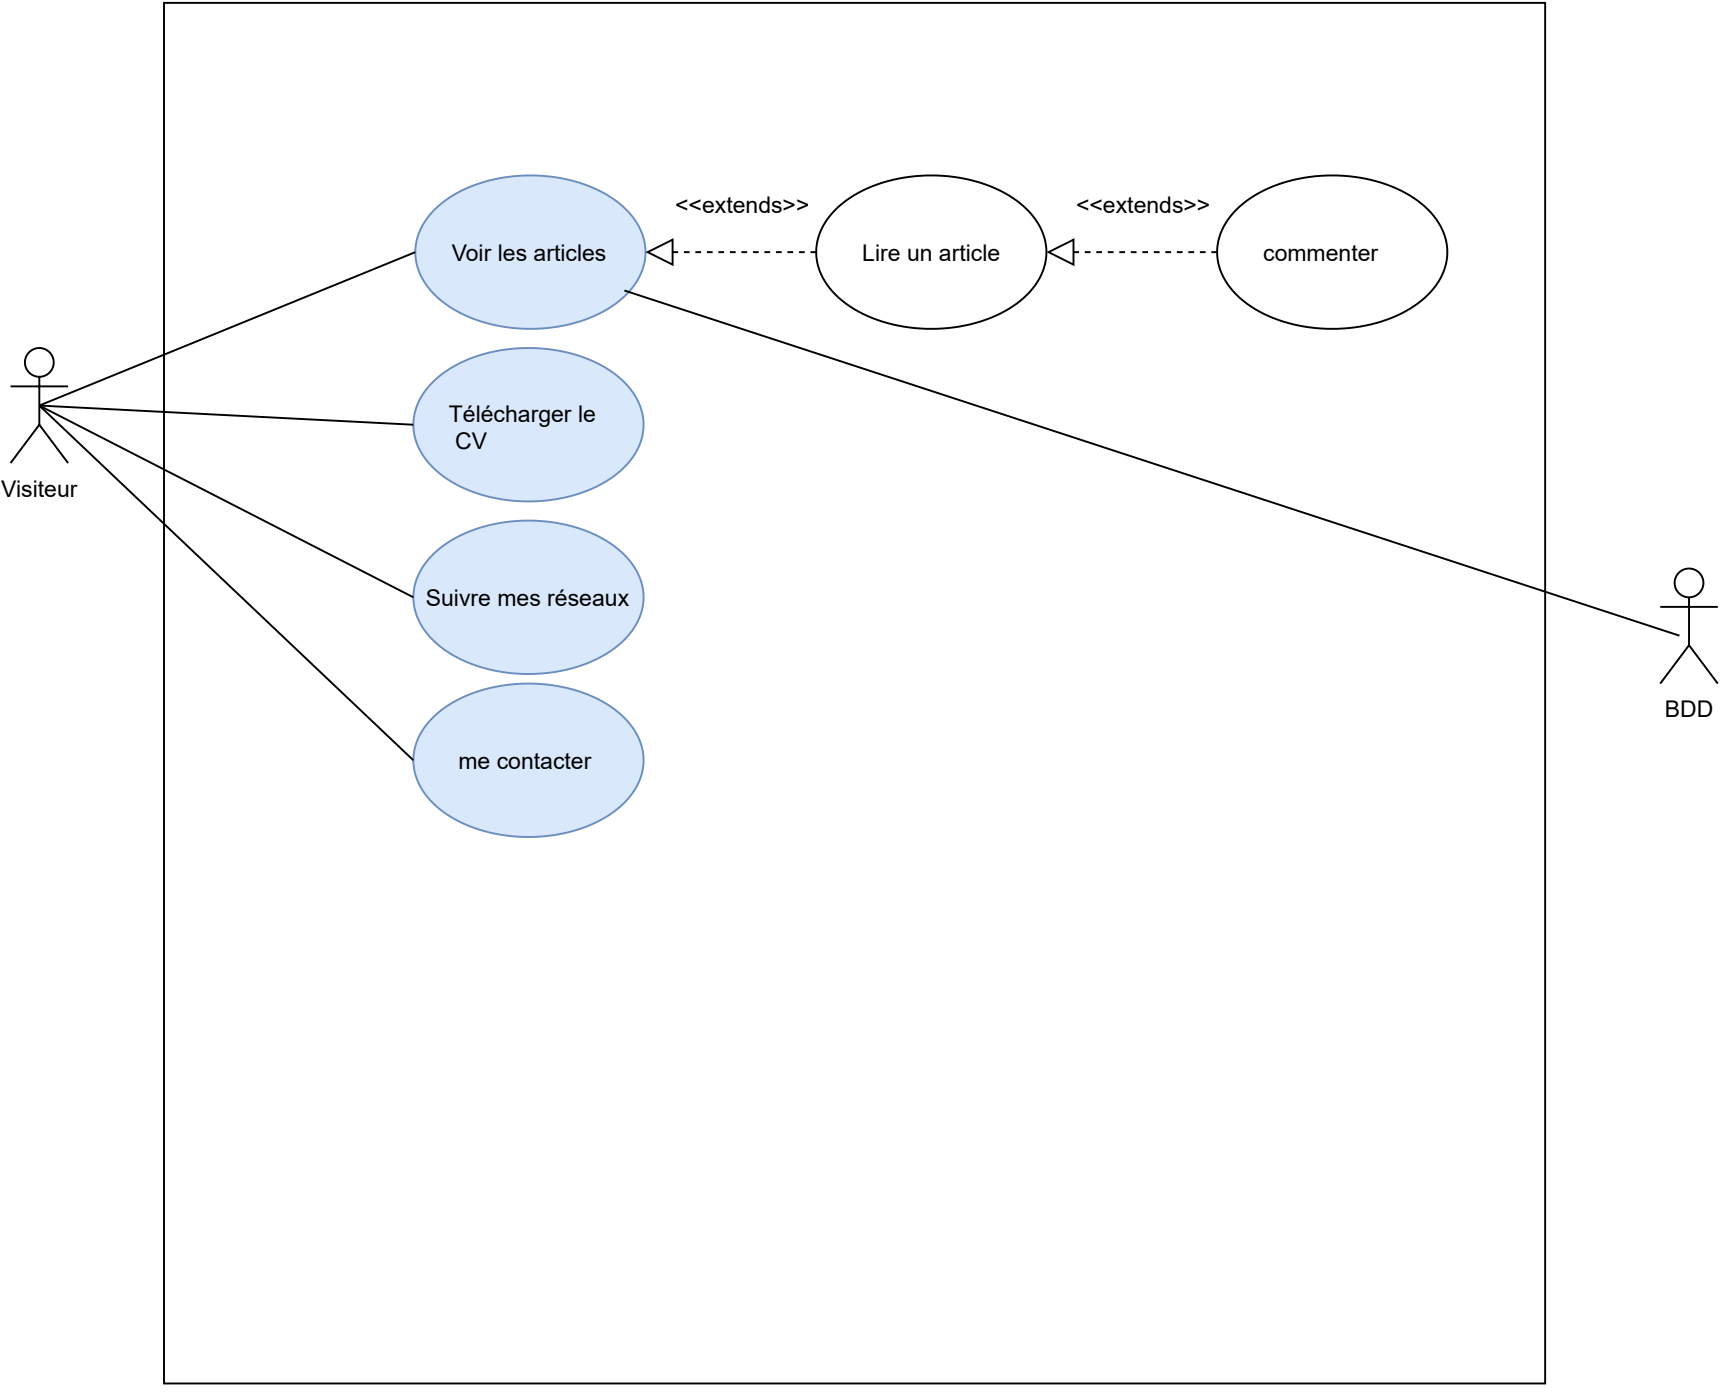 <<extends>>
<<extends>>
Voir les articles
Lire un article
commenter
Télécharger le
CV
Visiteur
Suivre mes réseaux
BDD
me contacter